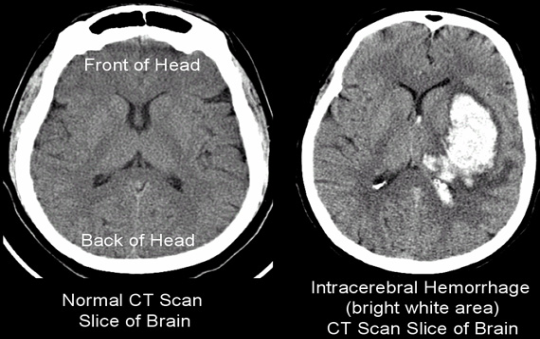 Front of Head
Back of Head
Normal CT Scan
Slice of Brain
Intracerebral Hemorrhage
(bright white area)
CT Scan Slice of Brain